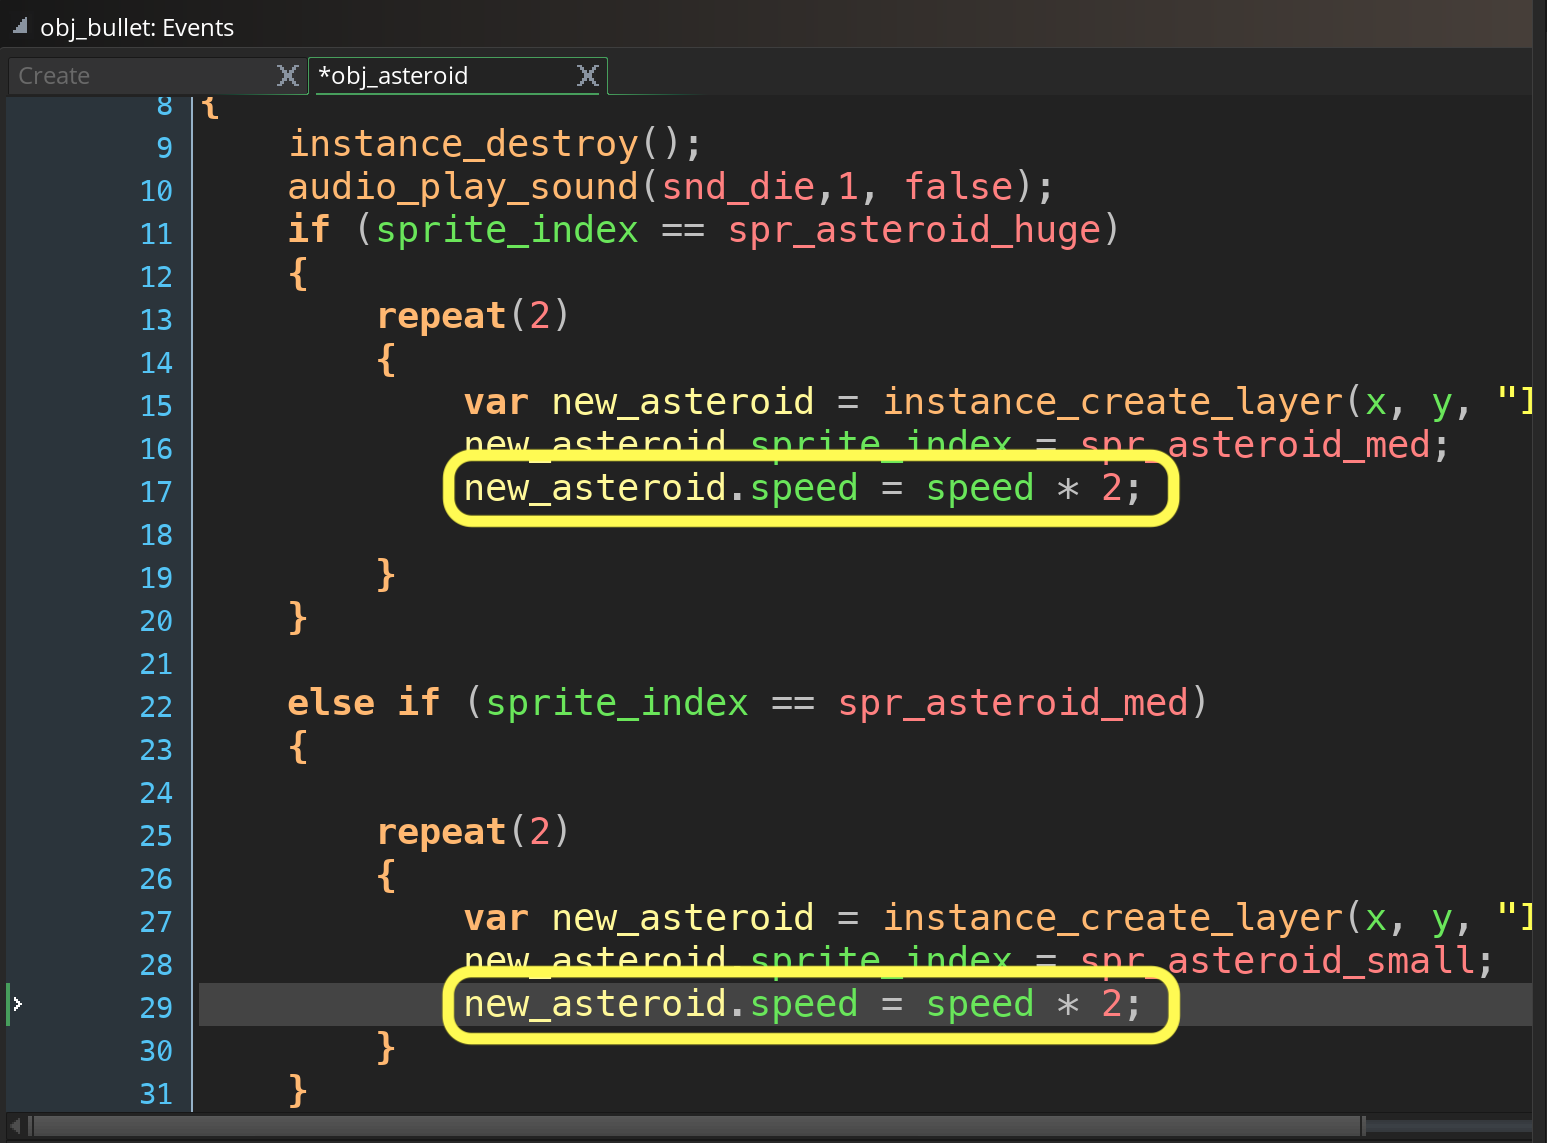 obj_bullet: Events
Create *obj_asteroid
8 {
9 instance_destroy();
10 audio_play_sound(snd_die,1, false);
11 if (sprite_index == spr_asteroid_huge)
12 {
13 repeat(2)
14 {
15 var new_asteroid = instance_create_layer(x, y, "
16 new_asteroid.sprite_index = spr_asteroid_med;
17 new_asteroid.speed = speed * 2;
18
19 }
20 }
21
22 else if (sprite_index == spr_asteroid_med)
23 {
24
25 repeat(2)
26 {
27 var new_asteroid = instance_create_layer(x, y, "
28 new_asteroid.sprite_index = spr_asteroid_small;
29 new_asteroid.speed = speed * 2;
30 }
31 }